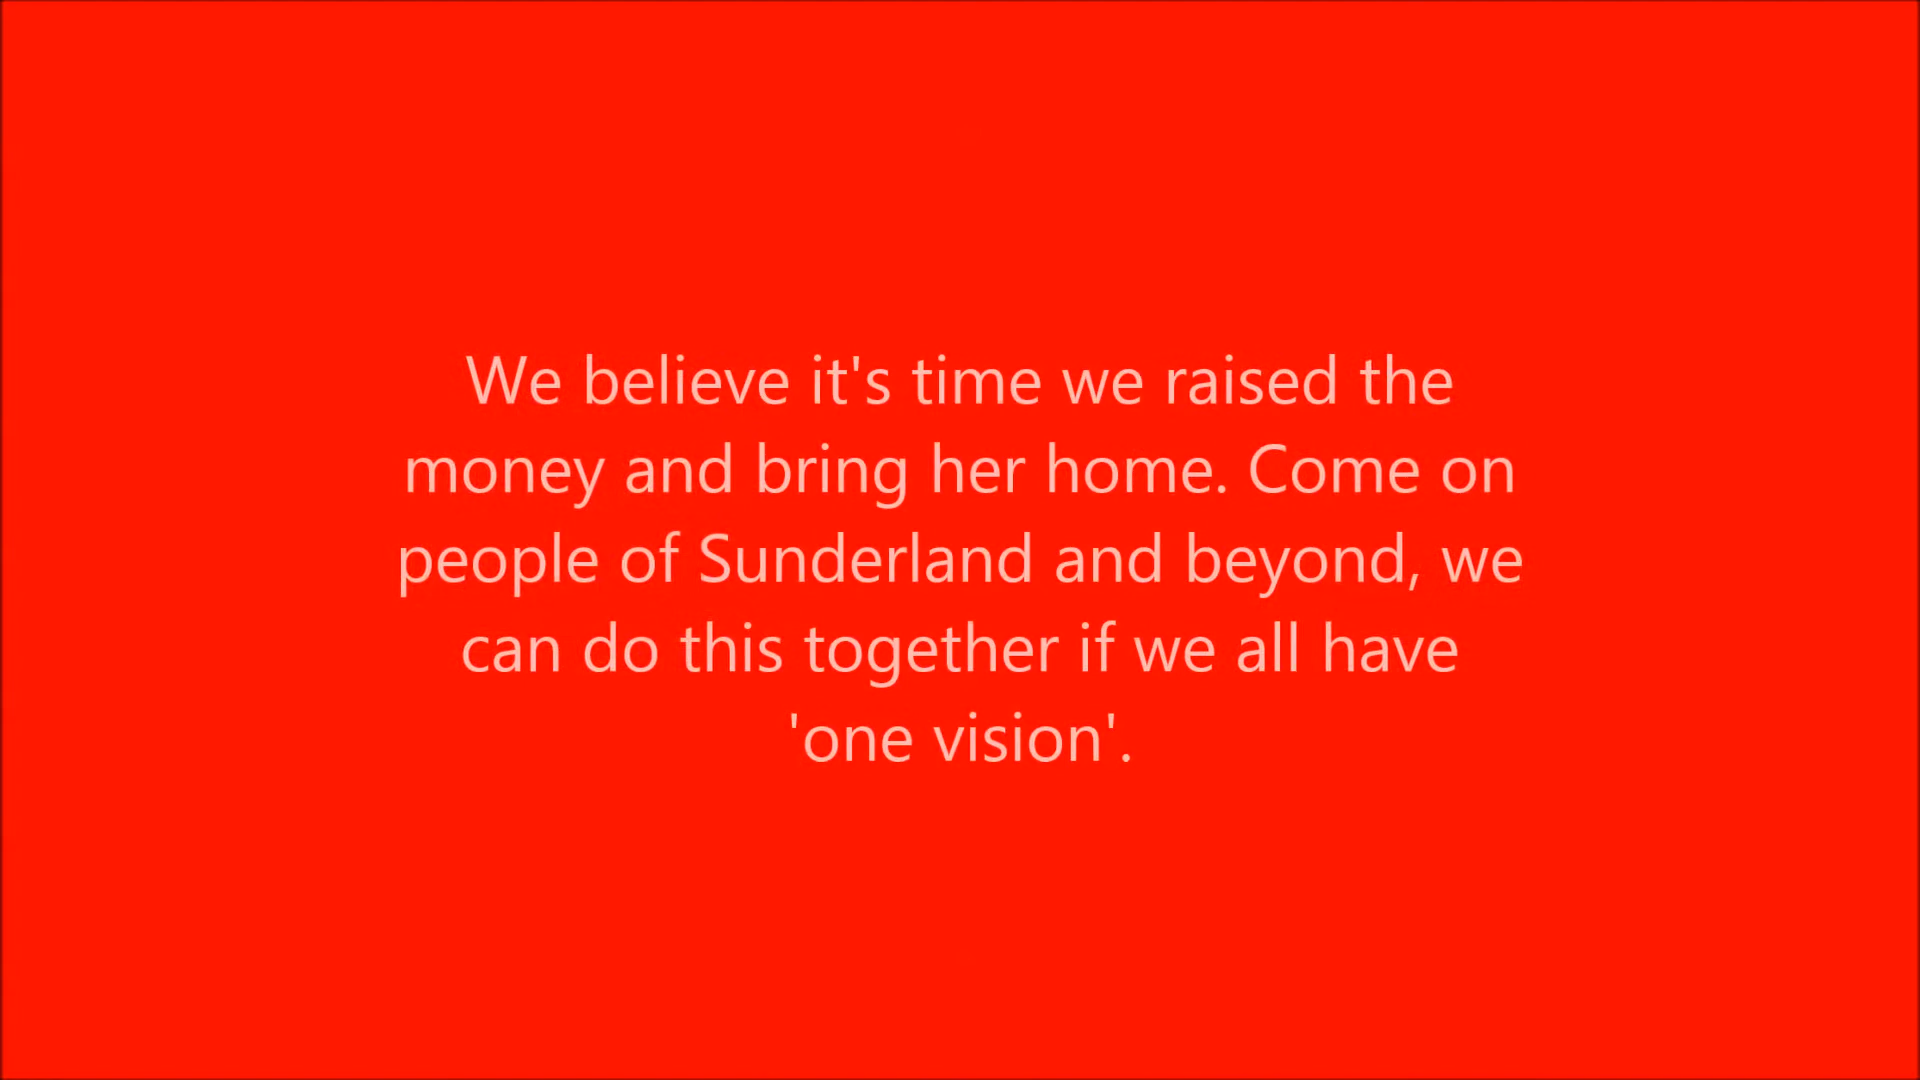 We believe it's time we raised the
money and bring her home. Come on
people of Sunderland and beyond, we
can do this together if we all have
'one vision'.